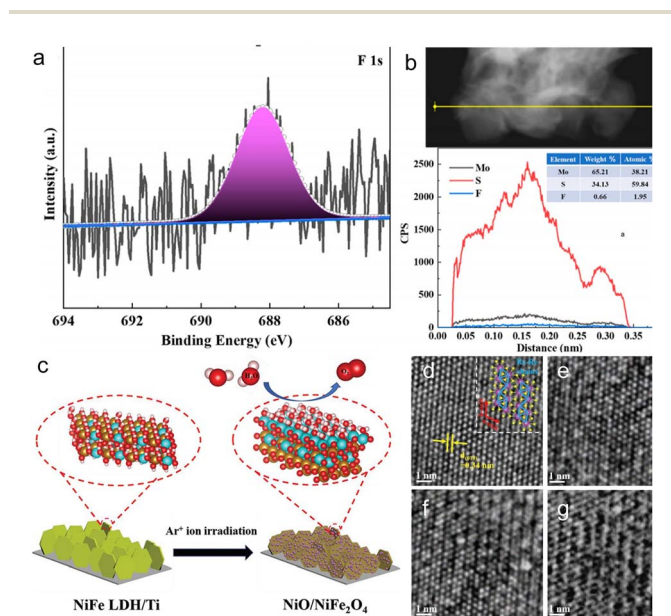 a
F 1s
Intensity (a.u.)
694 692 690 688 686
Binding Energy (eV)
b
Element Weight % Atomic %
Mo 65.21 38.21
S 34.13 59.84
F 0.66 1.95
Mo
S
F
a
CPS
2500
2000
1500
1000
500
0
0.00 0.05 0.10 0.15 0.20 0.25 0.30 0.35
Distance (nm)
c
Ar⁺ ion irradiation
NiFe LDH/Ti
NiO/NiFe₂O₄
d
1 nm
e
1 nm
f
1 nm
g
1 nm